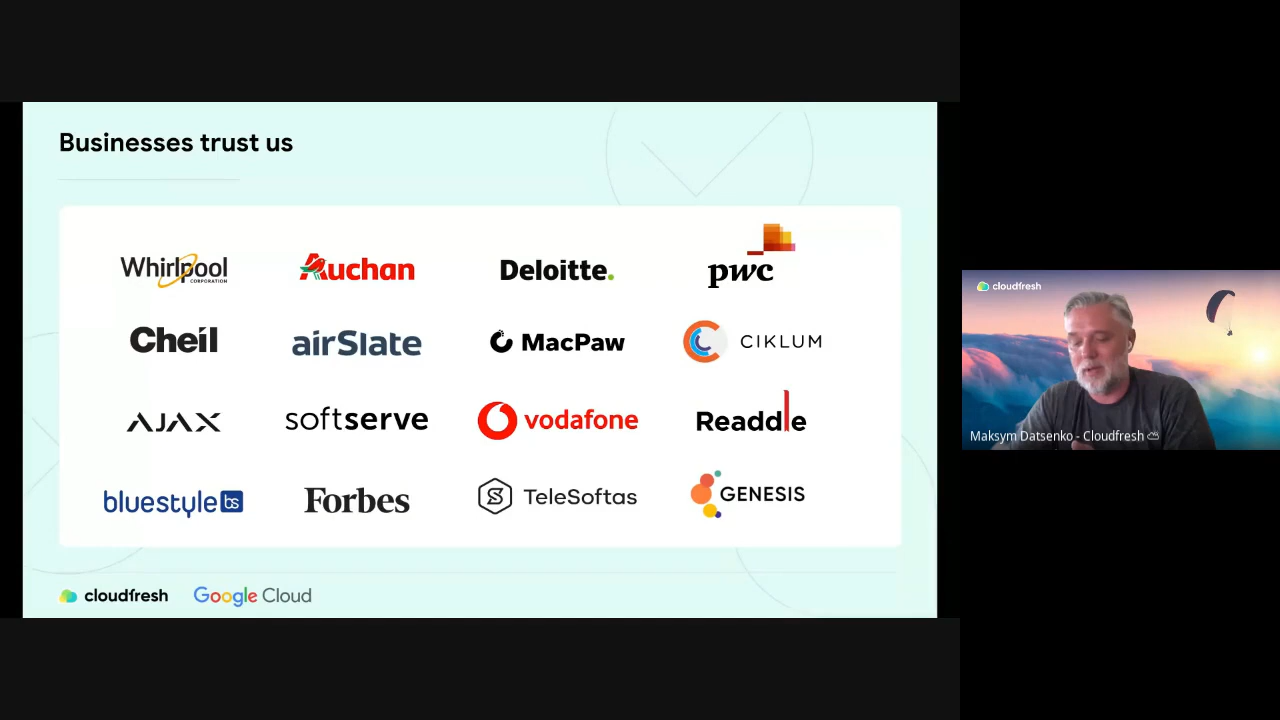 Businesses trust us
Whirlpool
CORPORATION
Auchan
Deloitte.
pwc
Cheil
airSlate
MacPaw
CIKLUM
AJAX
softserve
vodafone
Readdle
bluestyle bs
Forbes
TeleSoftas
GENESIS
cloudfresh
Google Cloud
cloudfresh
Maksym Datsenko - Cloudfresh